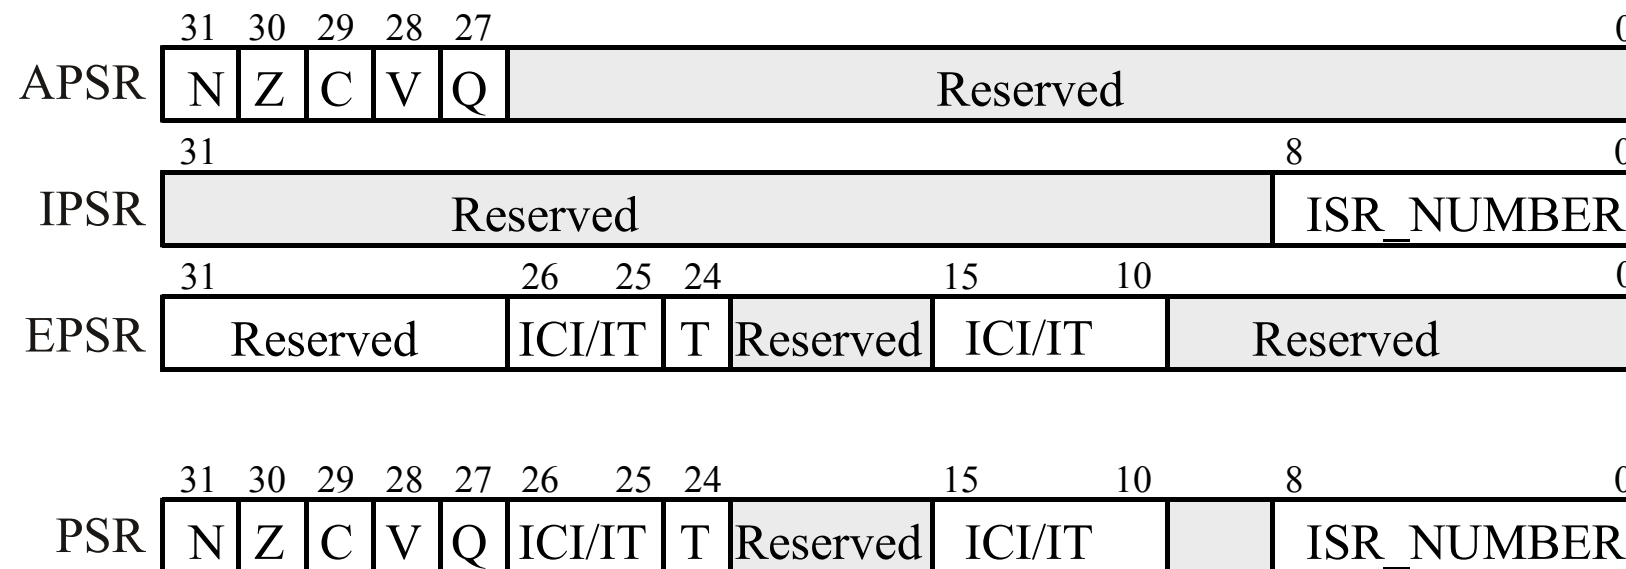 31 30 29 28 27 0
APSR N Z C V Q Reserved
31 8 0
IPSR Reserved ISR_NUMBER
31 26 25 24 15 10 0
EPSR Reserved ICI/IT T Reserved ICI/IT Reserved
31 30 29 28 27 26 25 24 15 10 8 0
PSR N Z C V Q ICI/IT T Reserved ICI/IT ISR_NUMBER